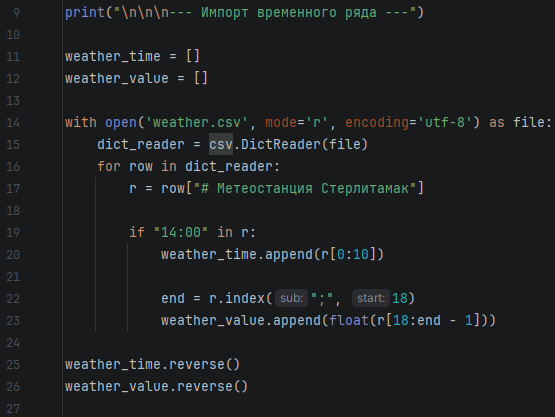 9 print("\n\n\n--- Импорт временного ряда ---")
10
11 weather_time = []
12 weather_value = []
13
14 with open('weather.csv', mode='r', encoding='utf-8') as file:
15     dict_reader = csv.DictReader(file)
16     for row in dict_reader:
17         r = row["# Метеостанция Стерлитамак"]
18
19         if "14:00" in r:
20             weather_time.append(r[0:10])
21
22             end = r.index( sub: ";", start: 18)
23             weather_value.append(float(r[18:end - 1]))
24
25 weather_time.reverse()
26 weather_value.reverse()
27